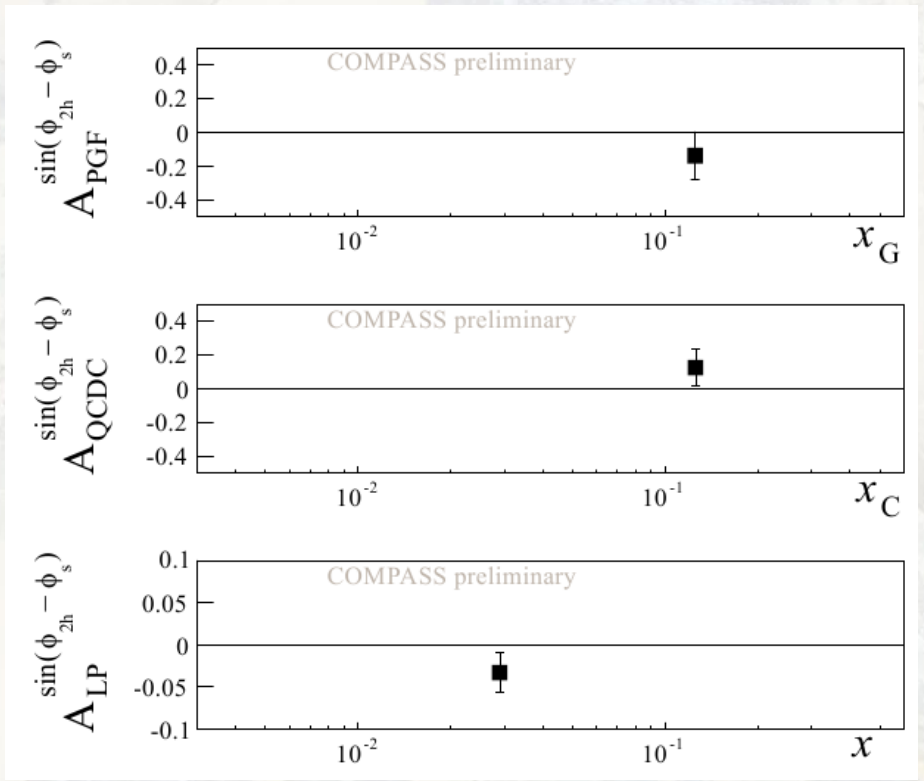 COMPASS preliminary
A_PGF^sin(ϕ_2h − ϕ_s)
0.4
0.2
0
-0.2
-0.4
10^-2
10^-1
x_G
COMPASS preliminary
A_QCDC^sin(ϕ_2h − ϕ_s)
0.4
0.2
0
-0.2
-0.4
10^-2
10^-1
x_C
COMPASS preliminary
A_LP^sin(ϕ_2h − ϕ_s)
0.1
0.05
0
-0.05
-0.1
10^-2
10^-1
x